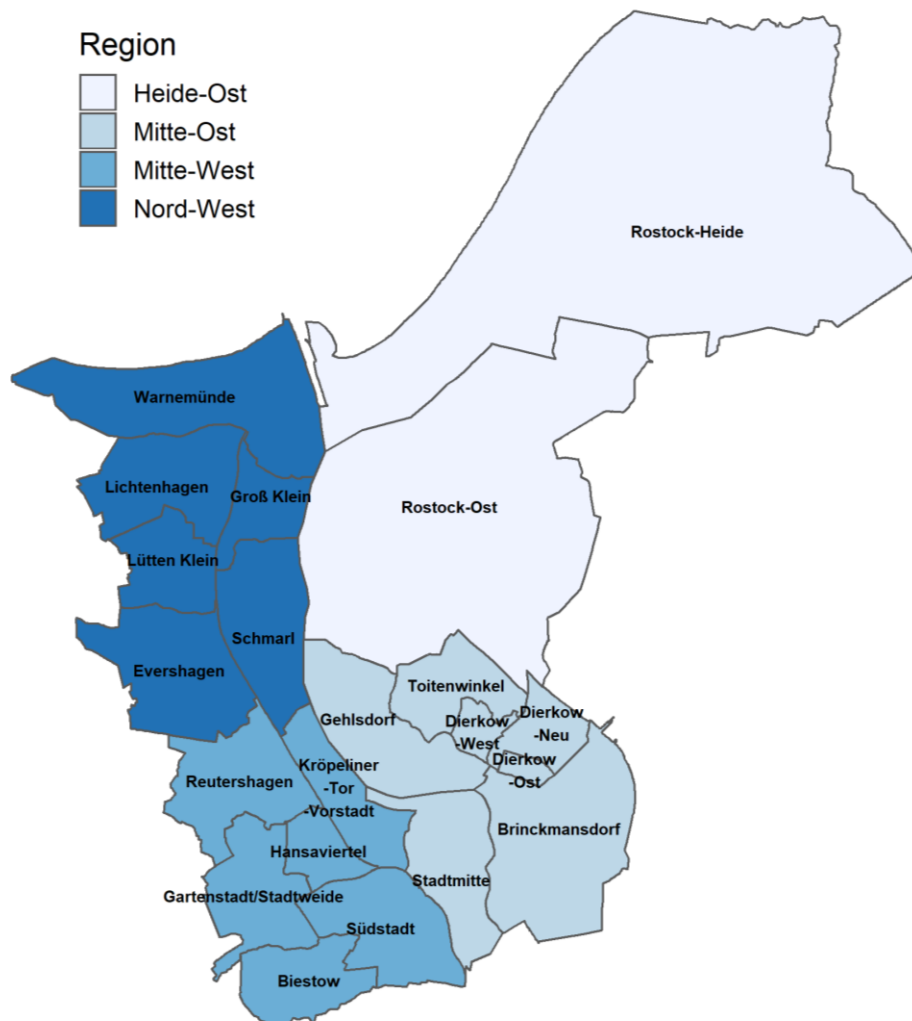 Region
Heide-Ost
Mitte-Ost
Mitte-West
Nord-West
Rostock-Heide
Warnemünde
Lichtenhagen
Groß Klein
Rostock-Ost
Lütten Klein
Schmarl
Evershagen
Toitenwinkel
Gehlsdorf
Dierkow
-West
Dierkow
-Neu
Dierkow
-Ost
Kröpeliner
-Tor
-Vorstadt
Reutershagen
Brinckmansdorf
Hansaviertel
Stadtmitte
Gartenstadt/Stadtweide
Südstadt
Biestow